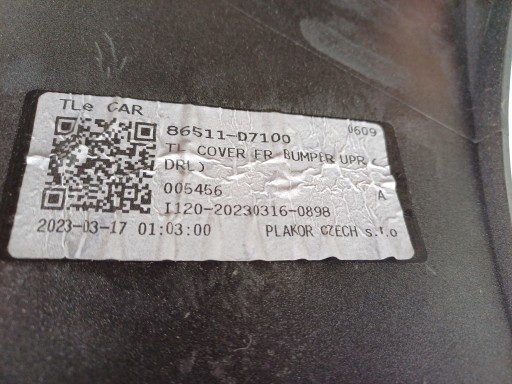 TLe CAR
86511-D7100 0609
TL COVER FR BUMPER UPR (
DRL)
005456 A
I120-20230316-0898
2023-03-17 01:03:00 PLAKOR CZECH s.r.o